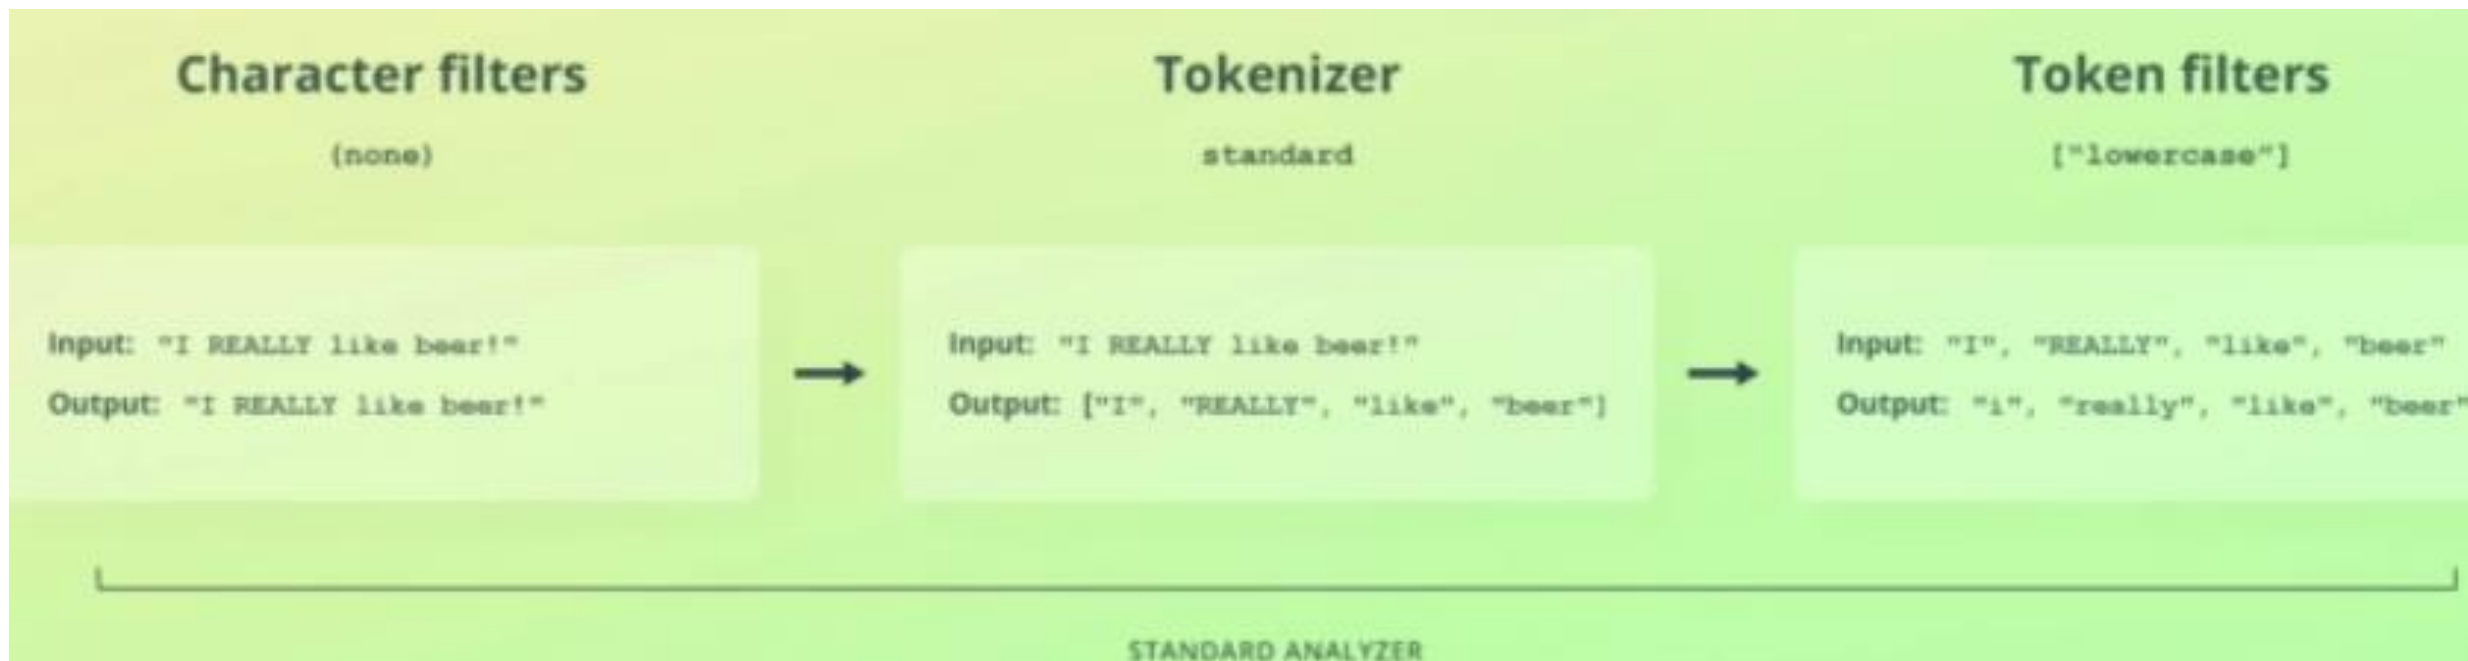 Character filters
(none)
Input: "I REALLY like beer!"
Output: "I REALLY like beer!"
Tokenizer
standard
Input: "I REALLY like beer!"
Output: ["I", "REALLY", "like", "beer"]
Token filters
["lowercase"]
Input: "I", "REALLY", "like", "beer"
Output: "i", "really", "like", "beer"
STANDARD ANALYZER